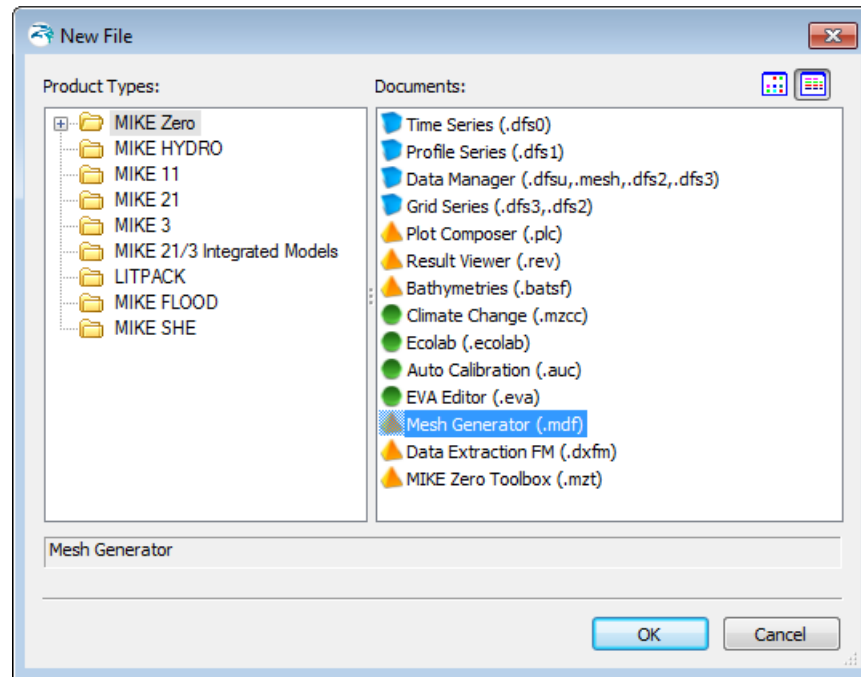 New File
Product Types:
Documents:
MIKE Zero
MIKE HYDRO
MIKE 11
MIKE 21
MIKE 3
MIKE 21/3 Integrated Models
LITPACK
MIKE FLOOD
MIKE SHE
Time Series (.dfs0)
Profile Series (.dfs1)
Data Manager (.dfsu,.mesh,.dfs2,.dfs3)
Grid Series (.dfs3,.dfs2)
Plot Composer (.plc)
Result Viewer (.rev)
Bathymetries (.batsf)
Climate Change (.mzcc)
Ecolab (.ecolab)
Auto Calibration (.auc)
EVA Editor (.eva)
Mesh Generator (.mdf)
Data Extraction FM (.dxfm)
MIKE Zero Toolbox (.mzt)
Mesh Generator
OK
Cancel